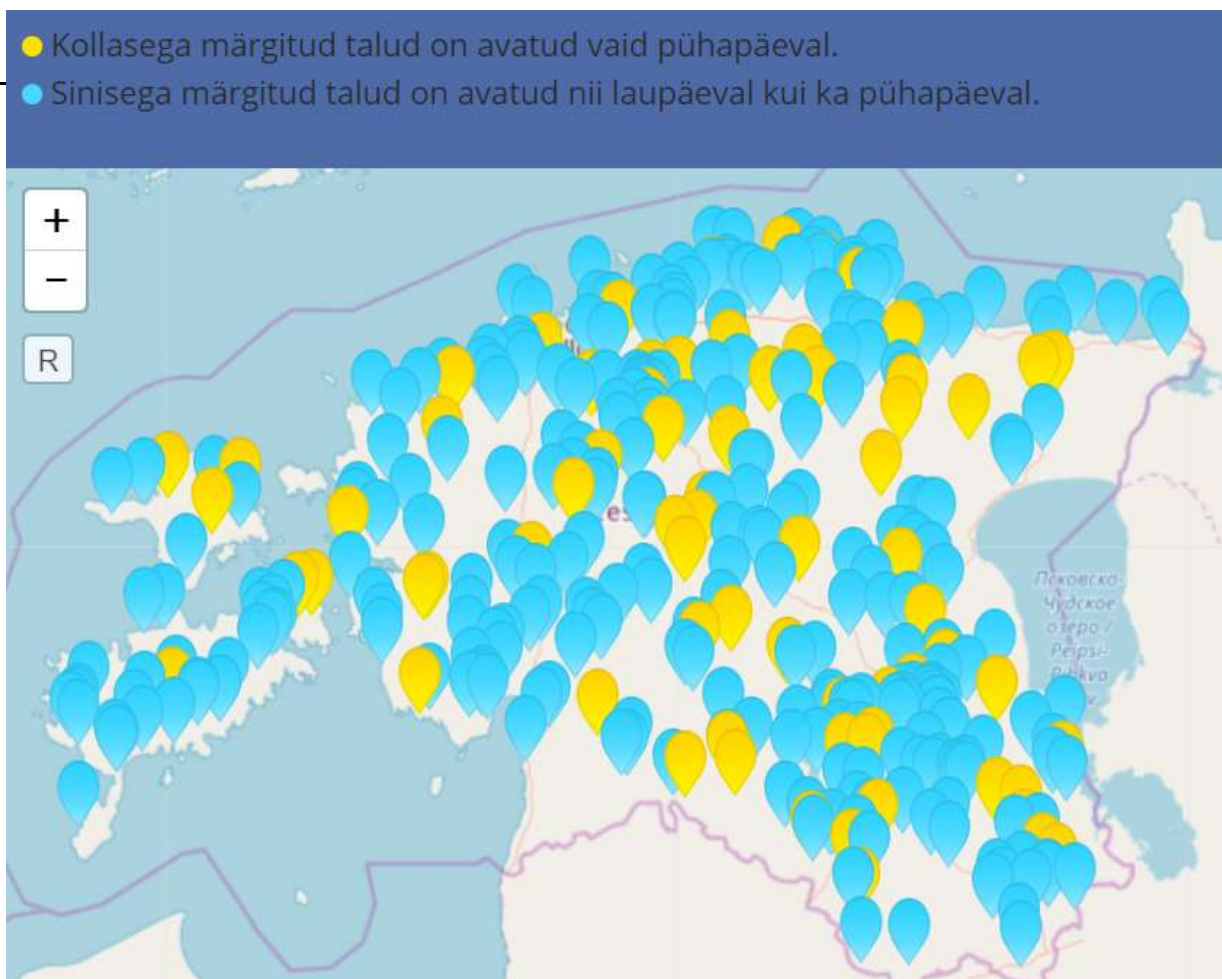 Kollasega märgitud talud on avatud vaid pühapäeval.
Sinisega märgitud talud on avatud nii laupäeval kui ka pühapäeval.
+
−
R
Псковско-
Чудское
озеро /
Peipsi-